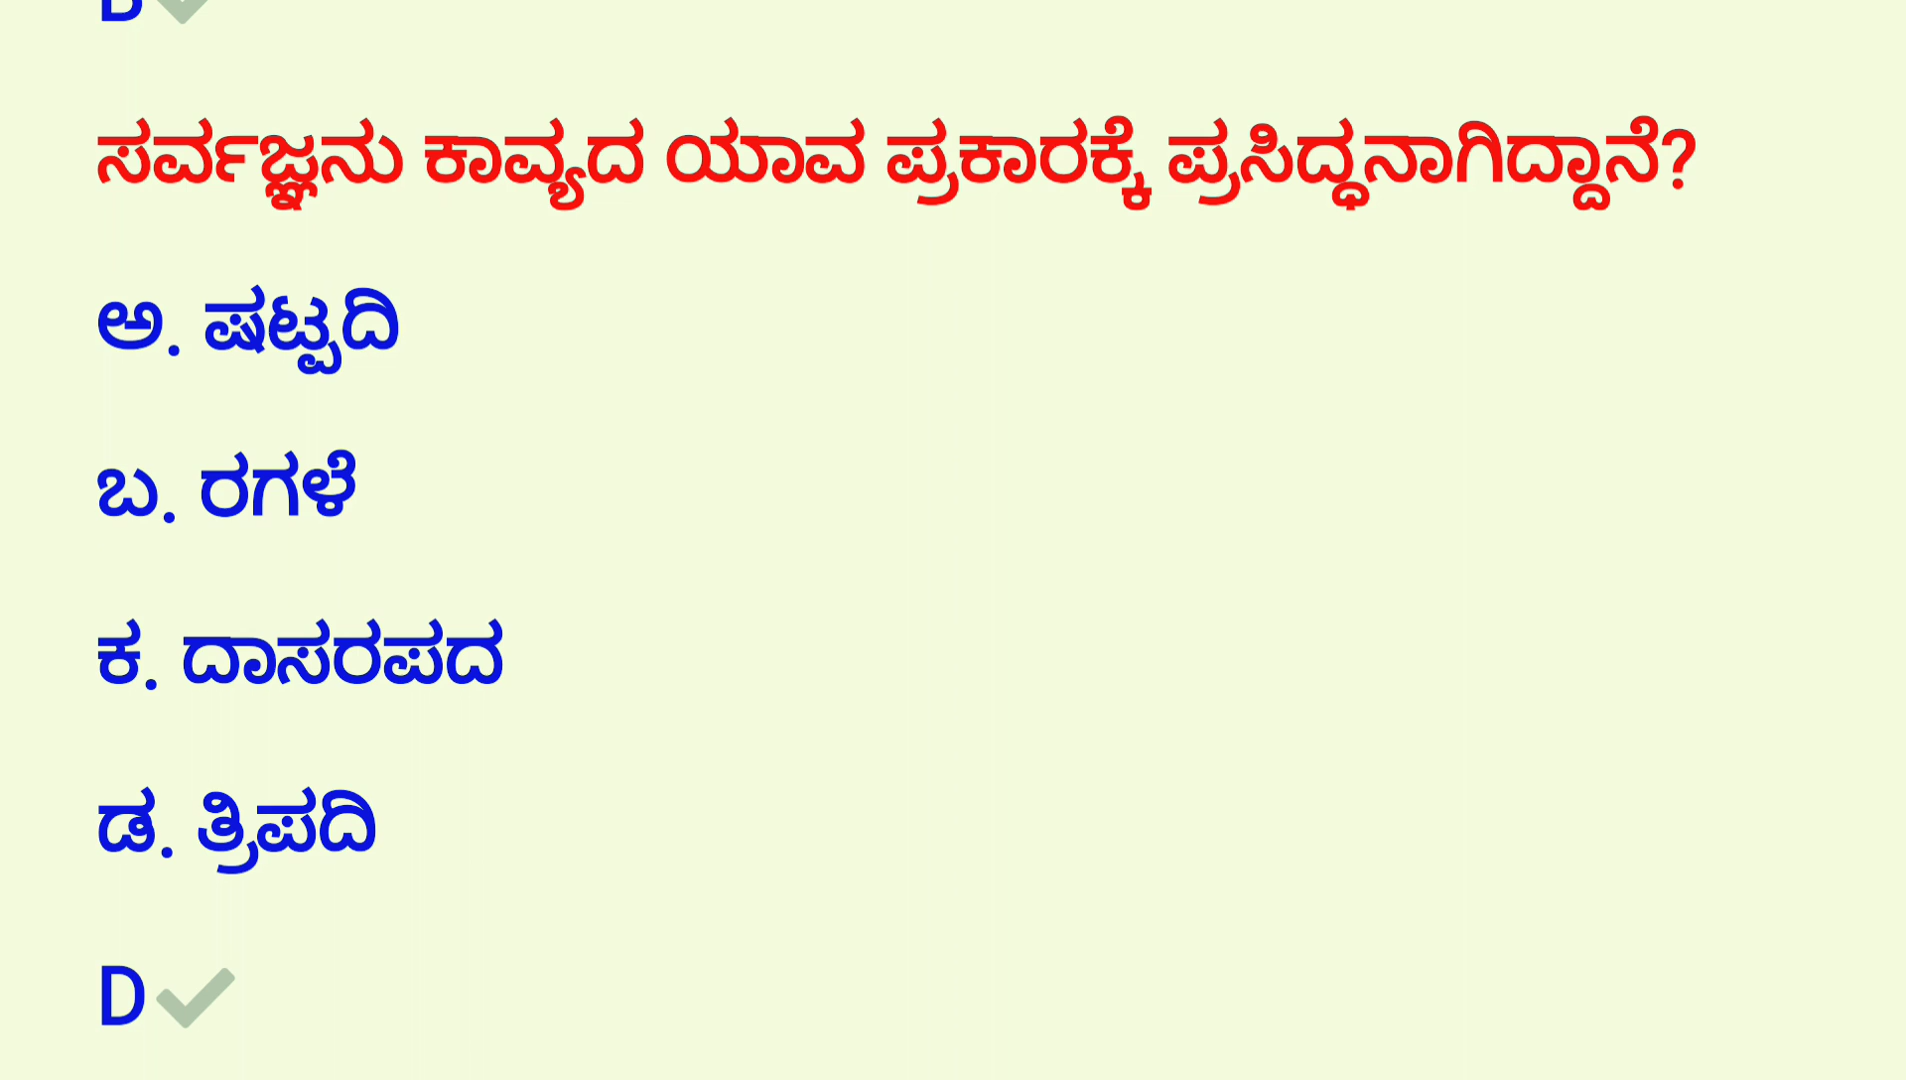 B✔
ಸರ್ವಜ್ಞನು ಕಾವ್ಯದ ಯಾವ ಪ್ರಕಾರಕ್ಕೆ ಪ್ರಸಿದ್ಧನಾಗಿದ್ದಾನೆ?
ಅ. ಷಟ್ಪದಿ
ಬ. ರಗಳೆ
ಕ. ದಾಸರಪದ
ಡ. ತ್ರಿಪದಿ
D✔